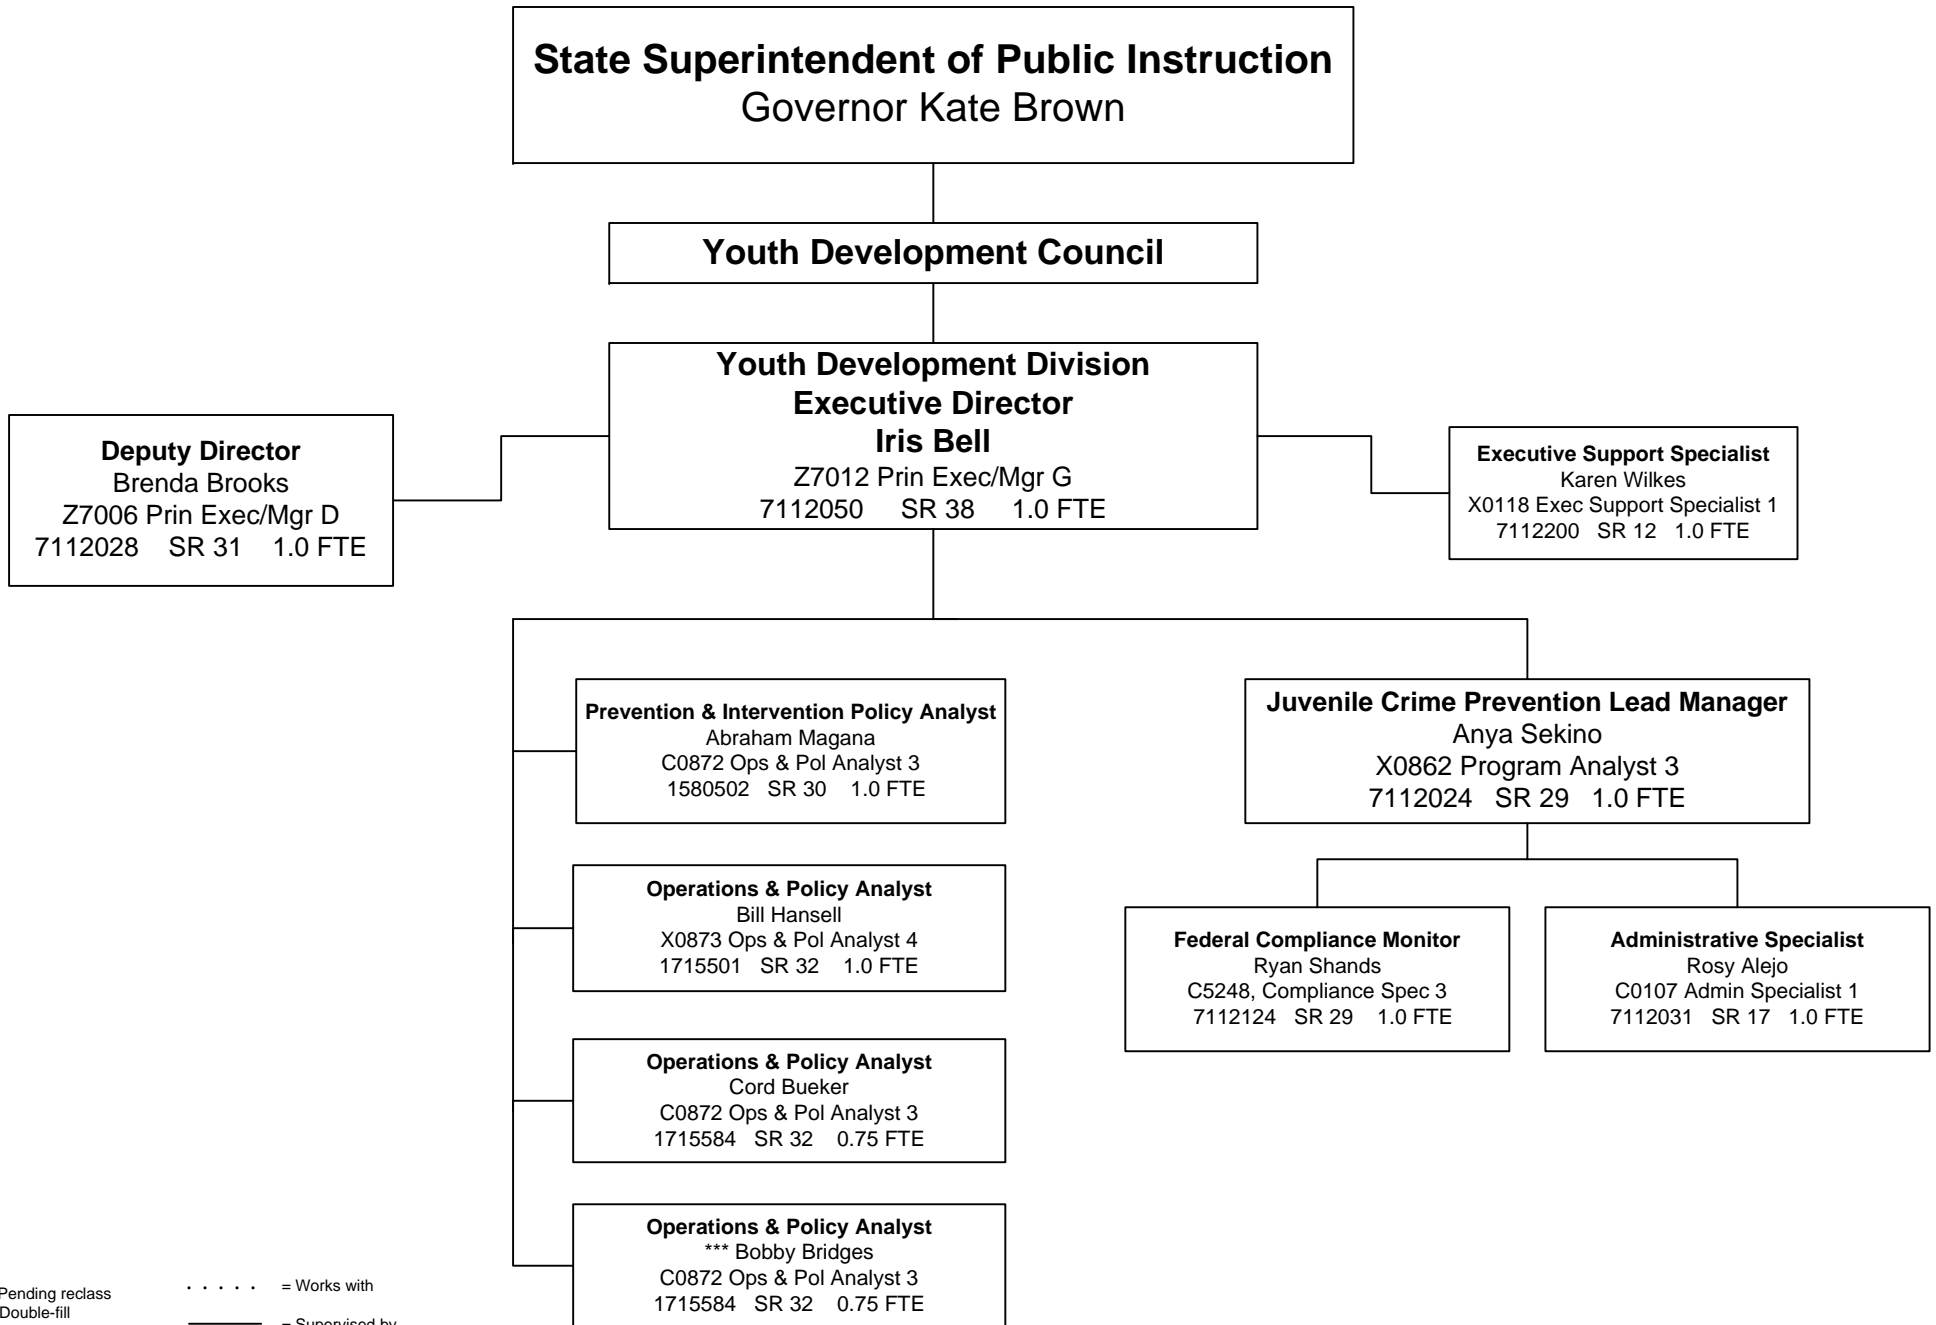 State Superintendent of Public Instruction
Governor Kate Brown
Youth Development Council
Youth Development Division
Executive Director
Iris Bell
Z7012 Prin Exec/Mgr G
7112050 SR 38 1.0 FTE
Deputy Director
Brenda Brooks
Z7006 Prin Exec/Mgr D
7112028 SR 31 1.0 FTE
Executive Support Specialist
Karen Wilkes
X0118 Exec Support Specialist 1
7112200 SR 12 1.0 FTE
Prevention & Intervention Policy Analyst
Abraham Magana
C0872 Ops & Pol Analyst 3
1580502 SR 30 1.0 FTE
Operations & Policy Analyst
Bill Hansell
X0873 Ops & Pol Analyst 4
1715501 SR 32 1.0 FTE
Operations & Policy Analyst
Cord Bueker
C0872 Ops & Pol Analyst 3
1715584 SR 32 0.75 FTE
Operations & Policy Analyst
*** Bobby Bridges
C0872 Ops & Pol Analyst 3
1715584 SR 32 0.75 FTE
Juvenile Crime Prevention Lead Manager
Anya Sekino
X0862 Program Analyst 3
7112024 SR 29 1.0 FTE
Federal Compliance Monitor
Ryan Shands
C5248, Compliance Spec 3
7112124 SR 29 1.0 FTE
Administrative Specialist
Rosy Alejo
C0107 Admin Specialist 1
7112031 SR 17 1.0 FTE
Pending reclass
Double-fill
= Works with
= Supervised by